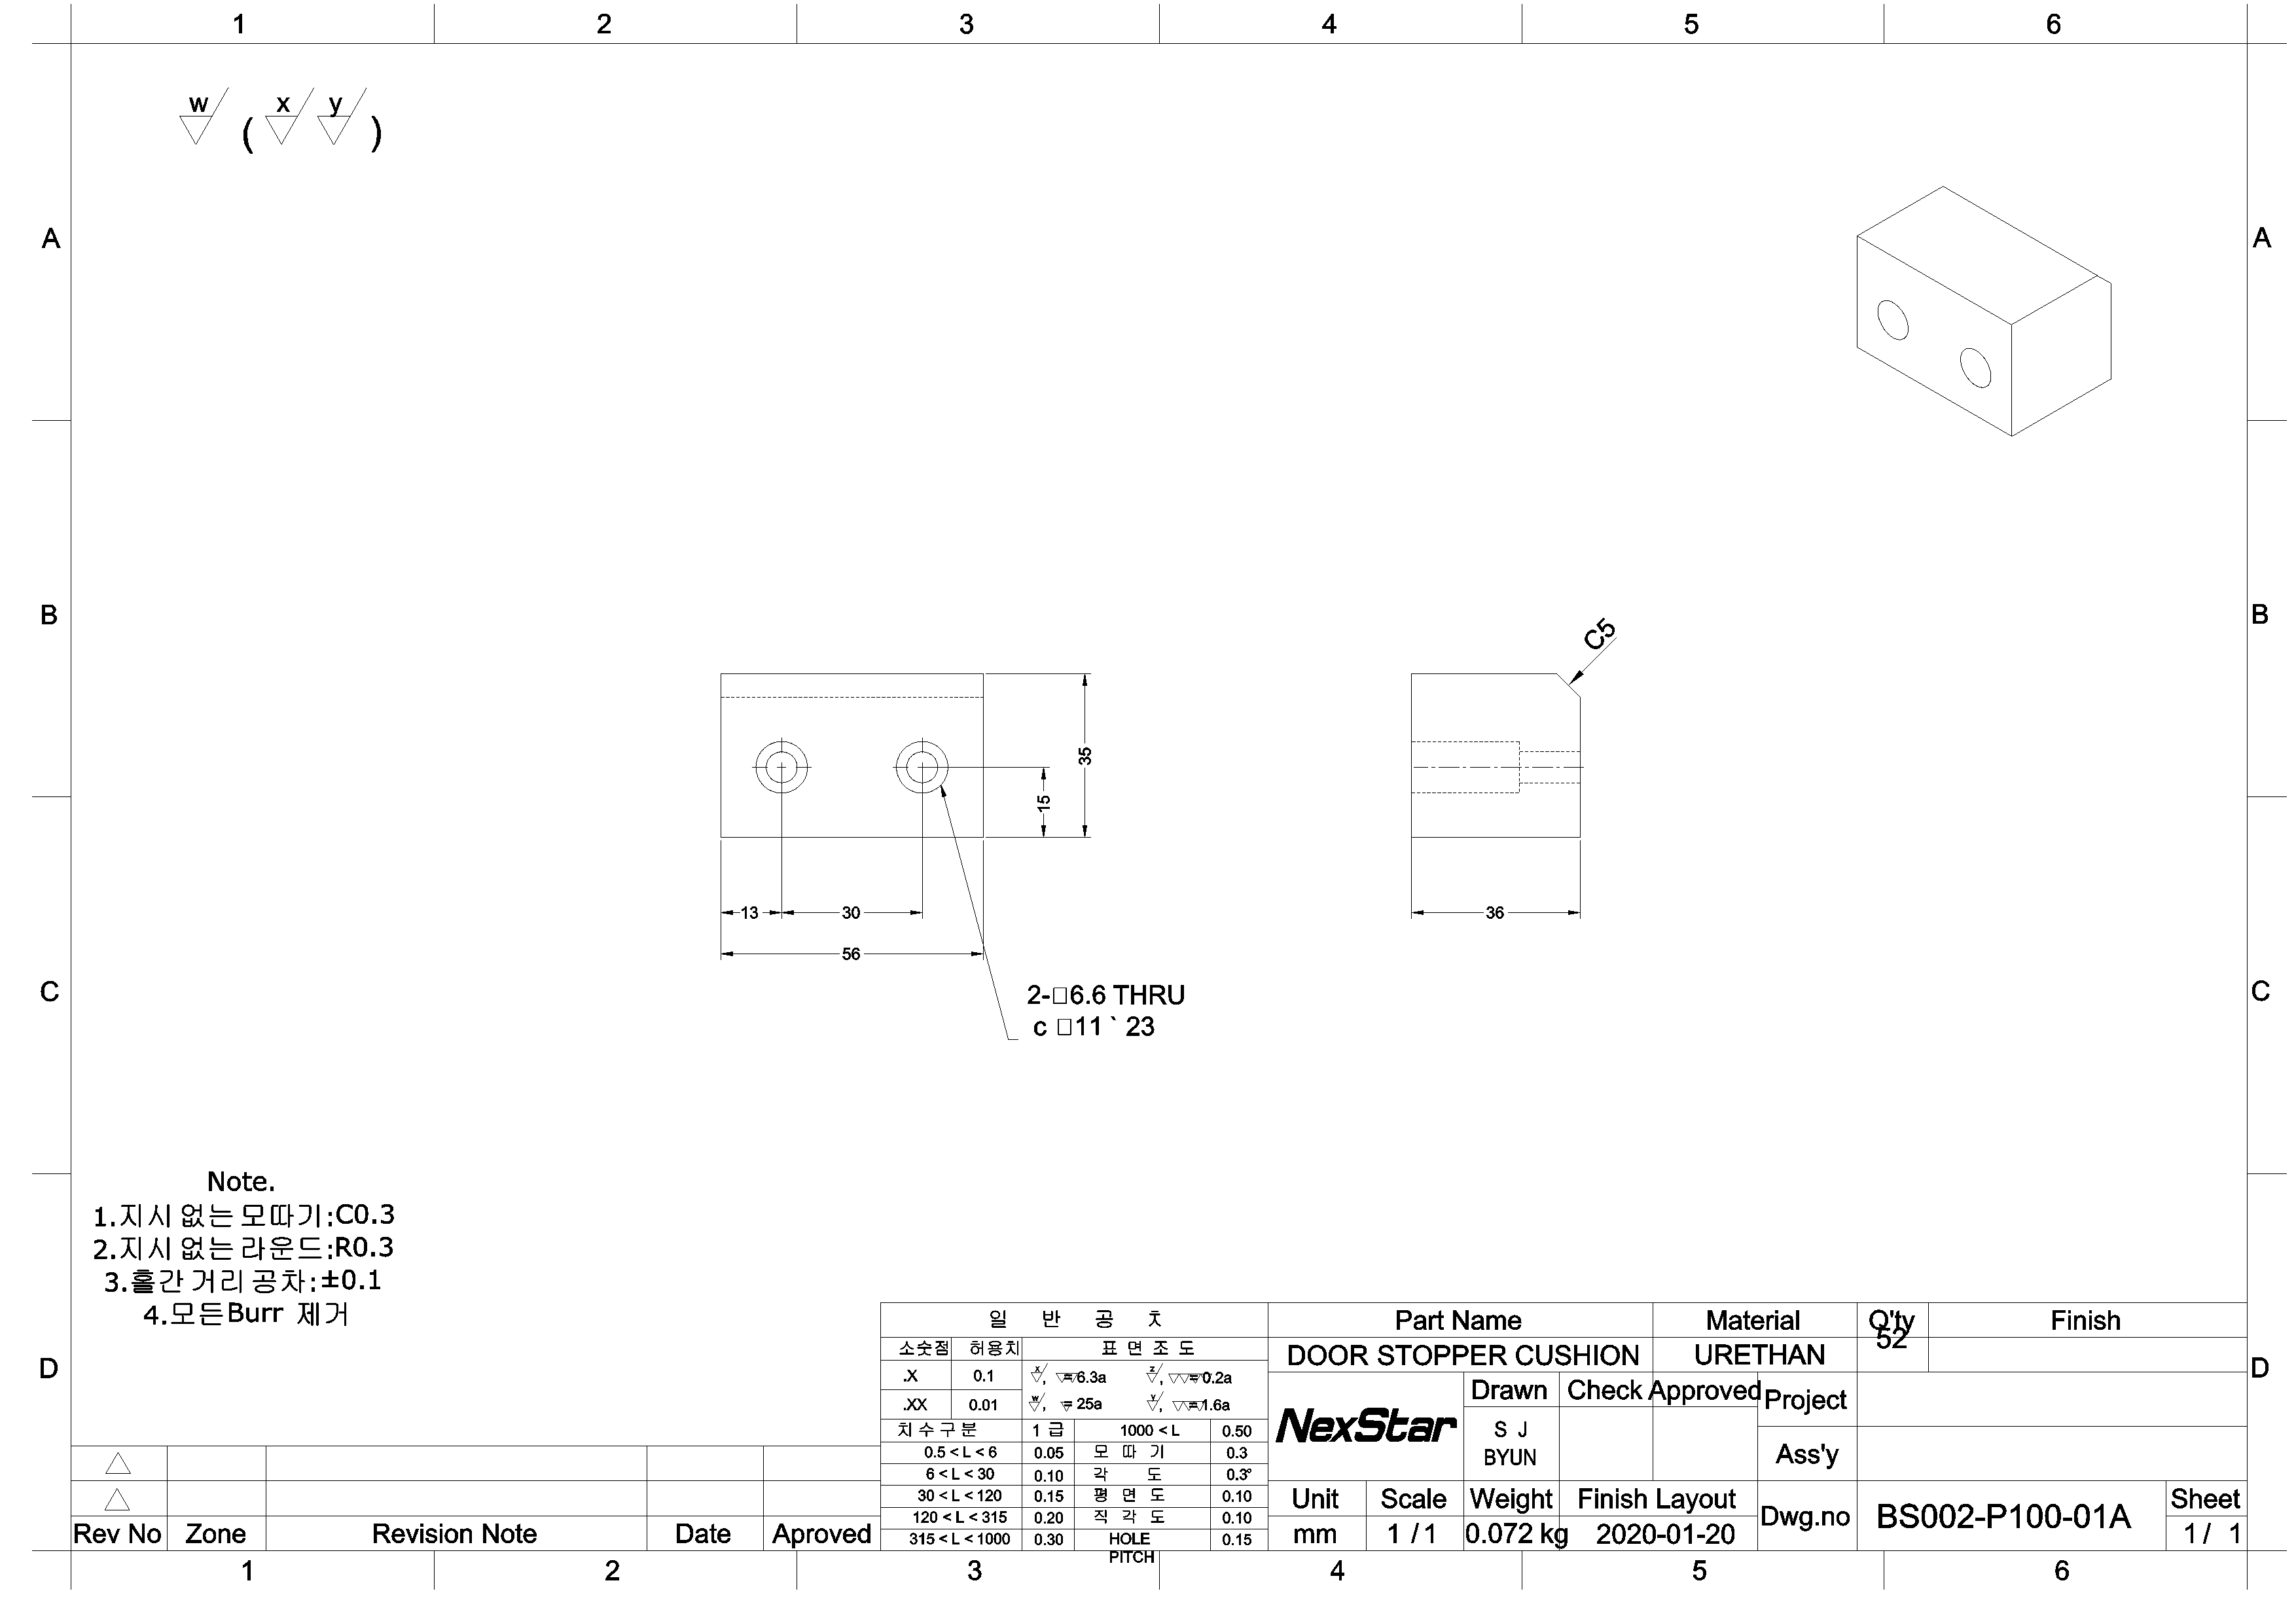 1 2 3 4 5 6
w ( x y )
A A
B B
C5
35
15
13 30
36
56
C C
2-□6.6 THRU
c □11 ` 23
Note.
1.지시 없는 모따기:C0.3
2.지시 없는 라운드:R0.3
3.홀간 거리 공차:±0.1
4.모든Burr 제거
D D
일 반 공 차
소숫점 허용치 표 면 조 도
.X 0.1 x, 6.3a z, 0.2a
.XX 0.01 w, 25a y, 1.6a
치 수 구 분 1 급 1000 < L 0.50
0.5 < L < 6 0.05 모 따 기 0.3
6 < L < 30 0.10 각 도 0.3°
30 < L < 120 0.15 평 면 도 0.10
120 < L < 315 0.20 직 각 도 0.10
315 < L < 1000 0.30 HOLE PITCH 0.15
Part Name Material Q'ty Finish
DOOR STOPPER CUSHION URETHAN 52
NexStar Drawn Check Approved Project
S J
BYUN
Ass'y
Unit Scale Weight Finish Layout Dwg.no BS002-P100-01A Sheet
mm 1 / 1 0.072 kg 2020-01-20 1 / 1
Rev No Zone Revision Note Date Aproved
1 2 3 4 5 6